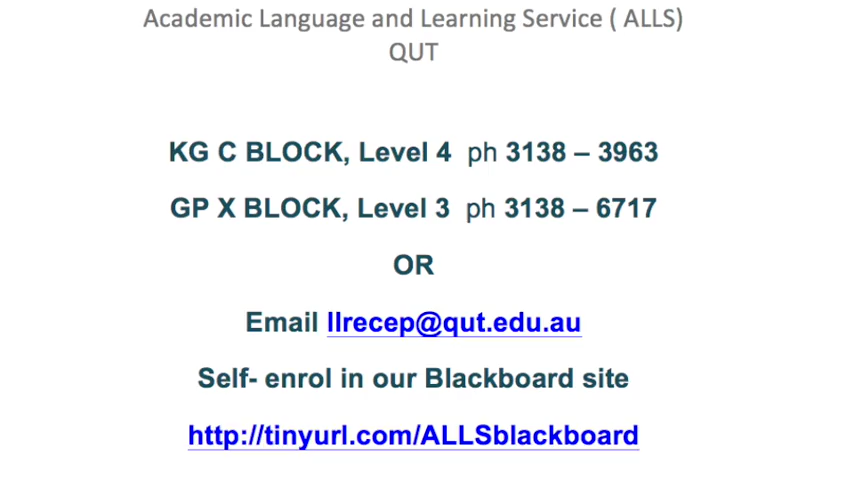 Academic Language and Learning Service ( ALLS)
QUT
KG C BLOCK, Level 4 ph 3138 – 3963
GP X BLOCK, Level 3 ph 3138 – 6717
OR
Email llrecep@qut.edu.au
Self- enrol in our Blackboard site
http://tinyurl.com/ALLSblackboard